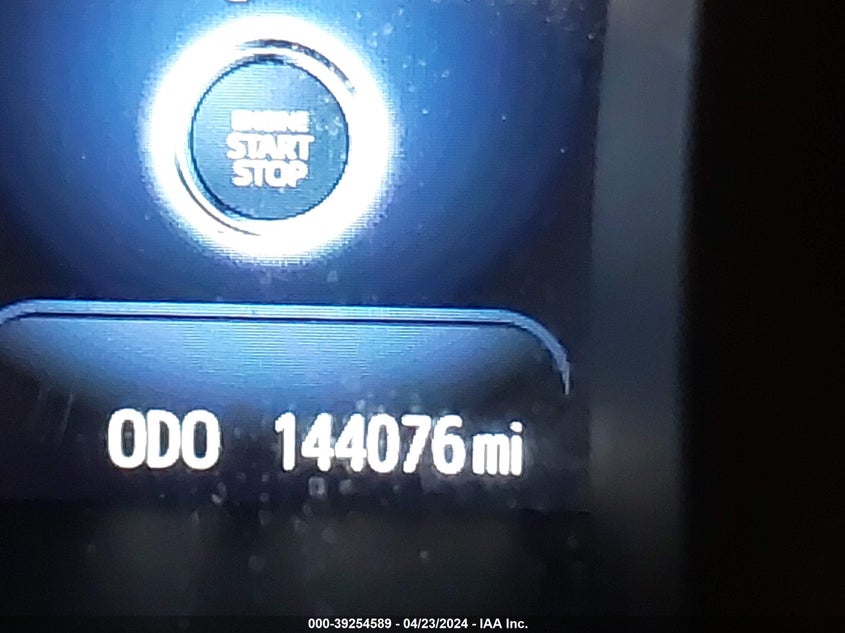 ENGINE
START
STOP
ODO 144076 mi
000-39254589 - 04/23/2024 - IAA Inc.